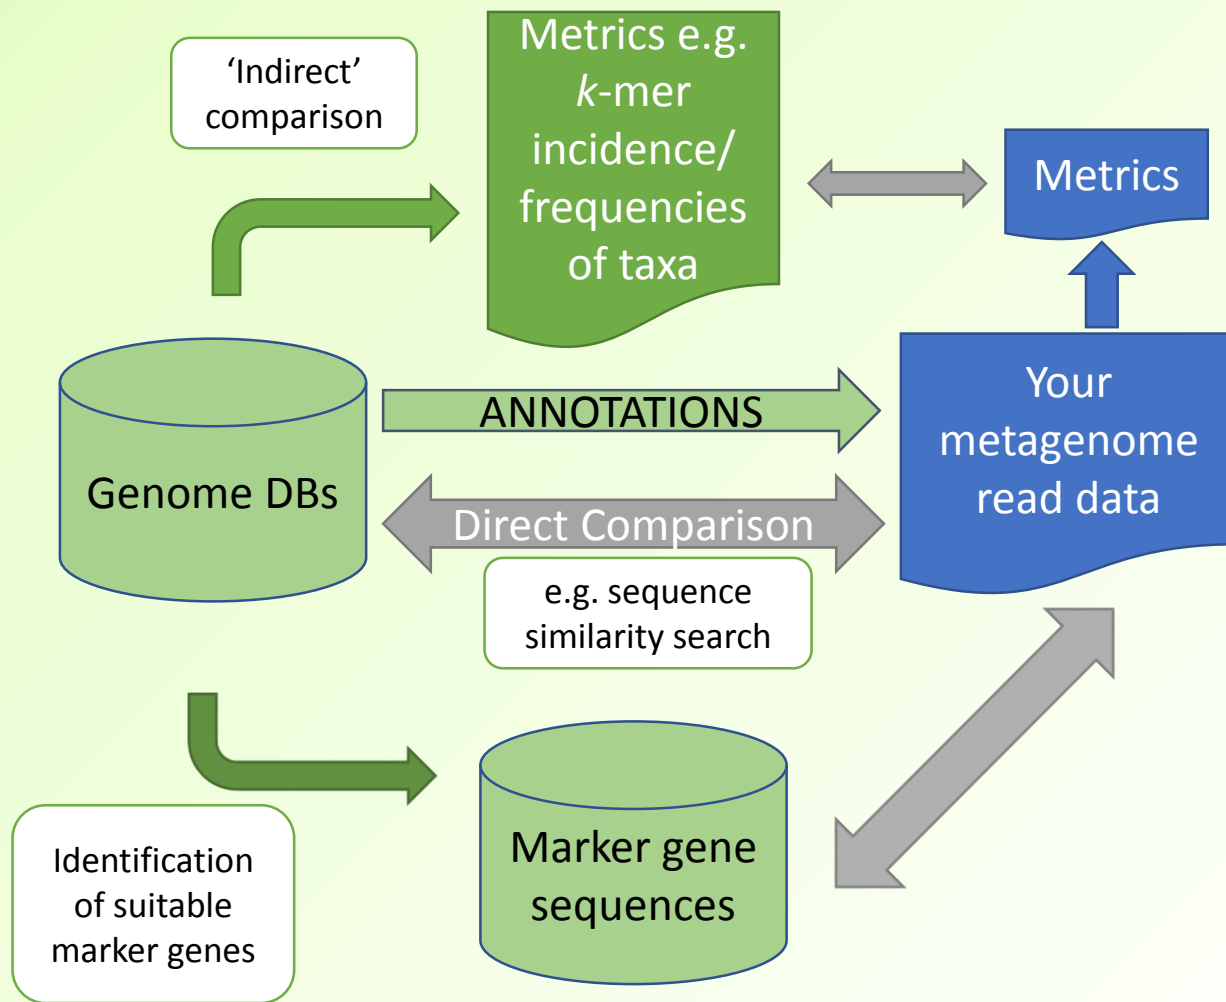 ‘Indirect’
comparison
Metrics e.g.
k-mer
incidence/
frequencies
of taxa
Metrics
Genome DBs
ANNOTATIONS
Direct Comparison
e.g. sequence
similarity search
Your
metagenome
read data
Identification
of suitable
marker genes
Marker gene
sequences